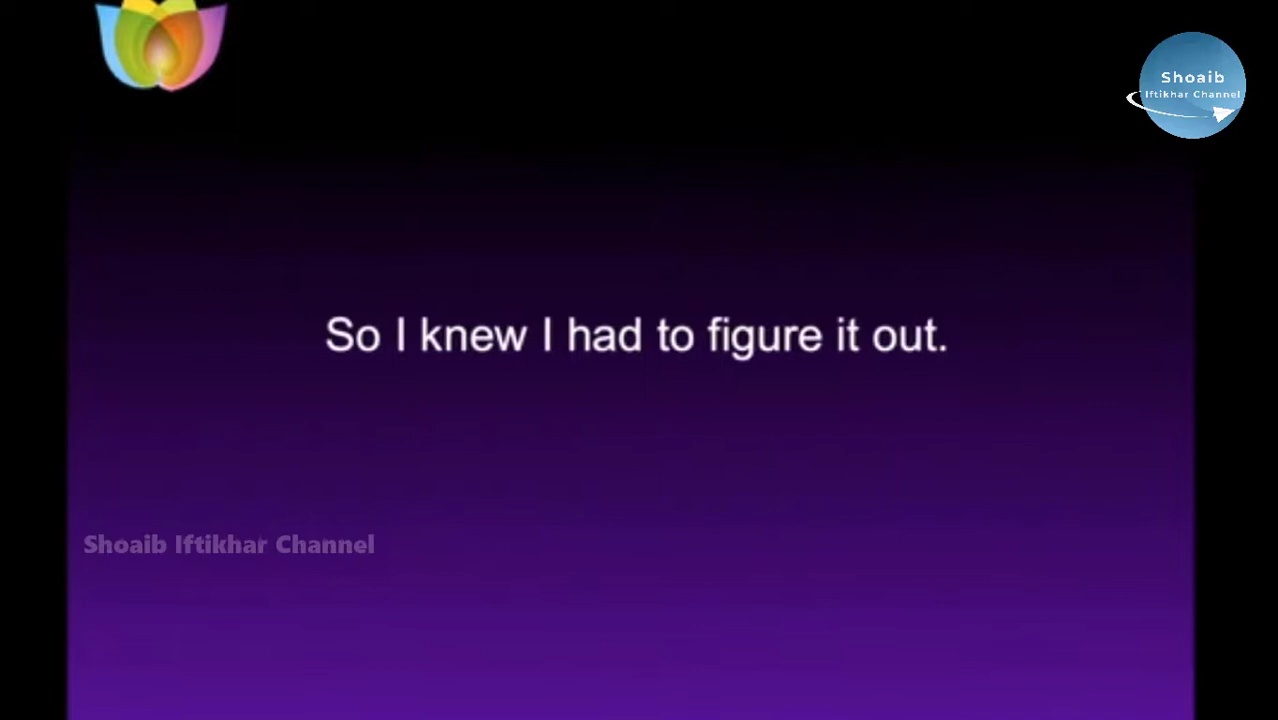 Shoaib
Iftikhar Channel
So I knew I had to figure it out.
Shoaib Iftikhar Channel